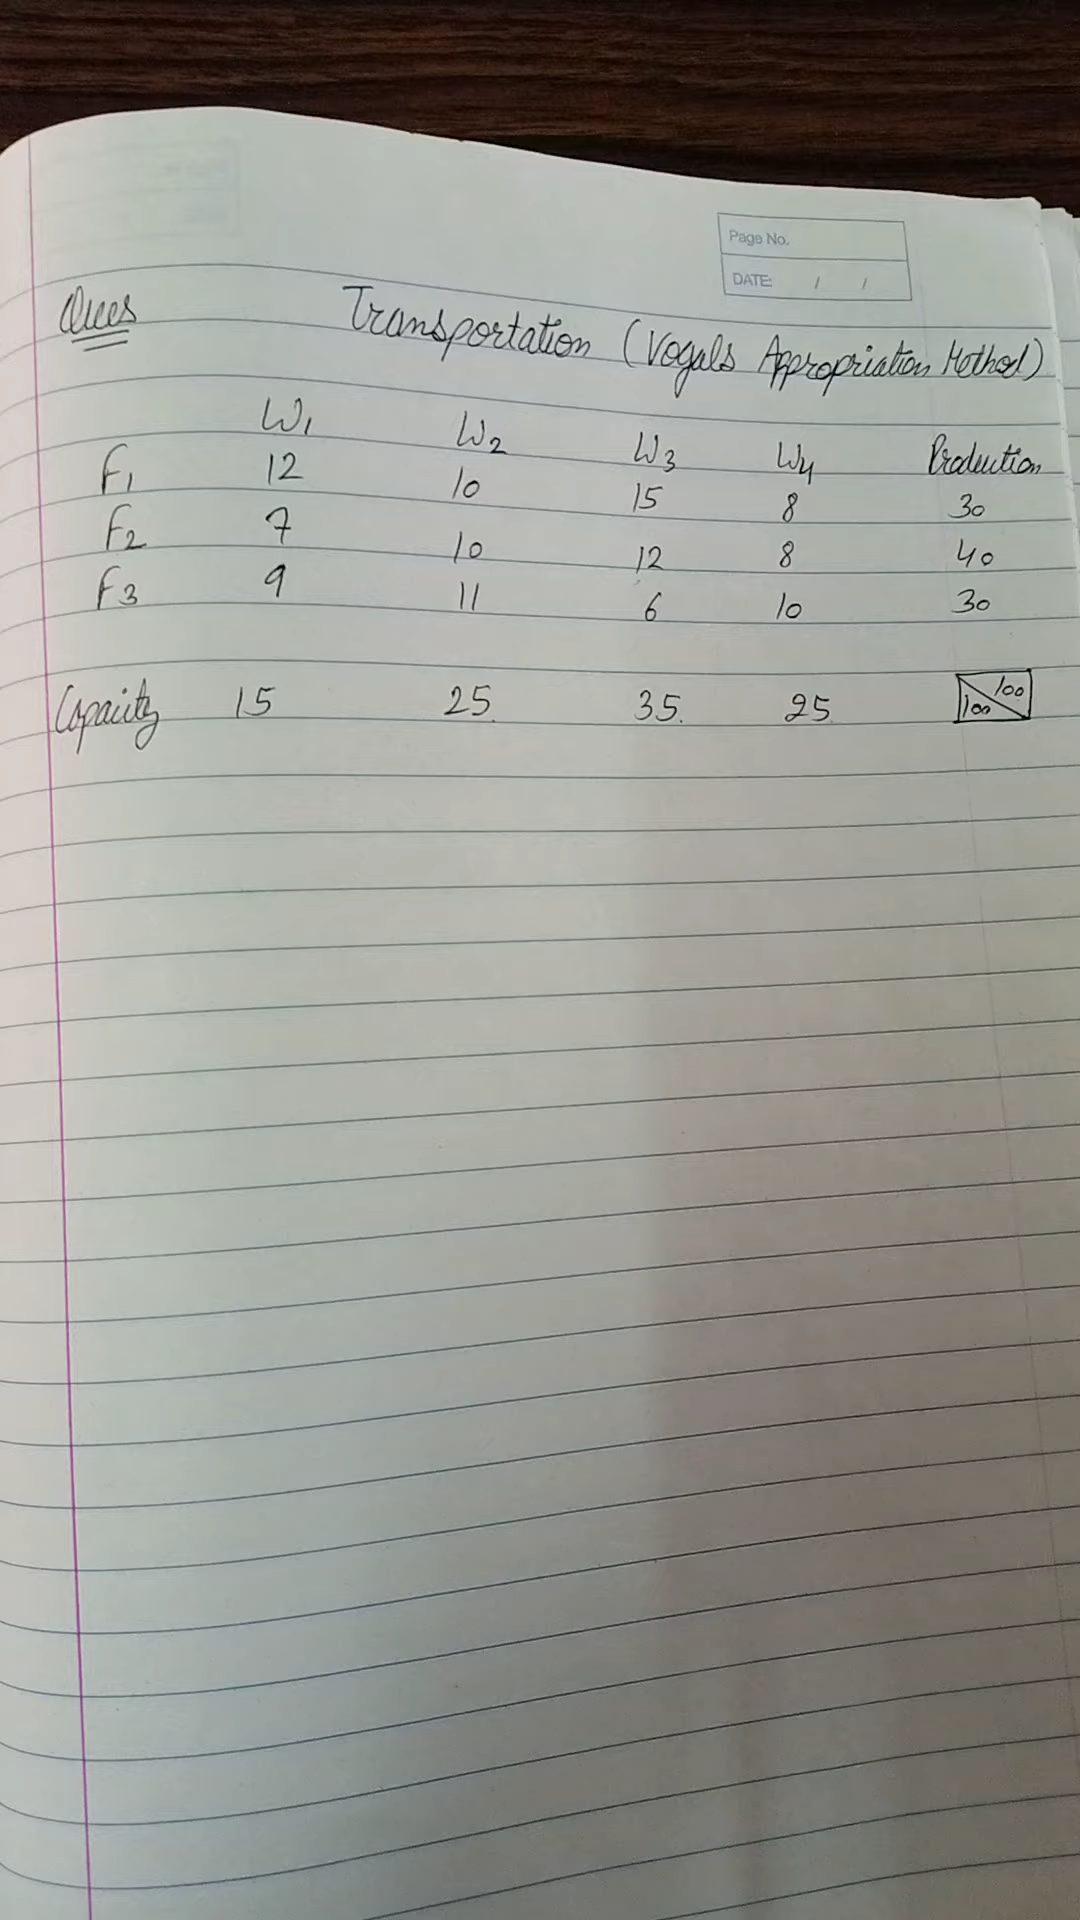 Page No.
DATE: / /
Ques Transportation (Vogals Appropriation Method)
W1 W2 W3 W4 Production
F1 12 10 15 8 30
F2 7 10 12 8 40
F3 9 11 6 10 30
Capacity 15 25 35 25 100 100